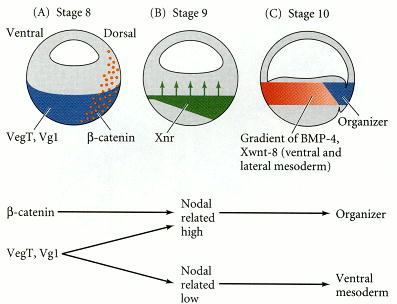 (A) Stage 8
(B) Stage 9
(C) Stage 10
Ventral
Dorsal
VegT, Vg1
β-catenin
Xnr
Gradient of BMP-4,
Xwnt-8 (ventral and
lateral mesoderm)
Organizer
β-catenin
Nodal
related
high
Organizer
VegT, Vg1
Nodal
related
low
Ventral
mesoderm